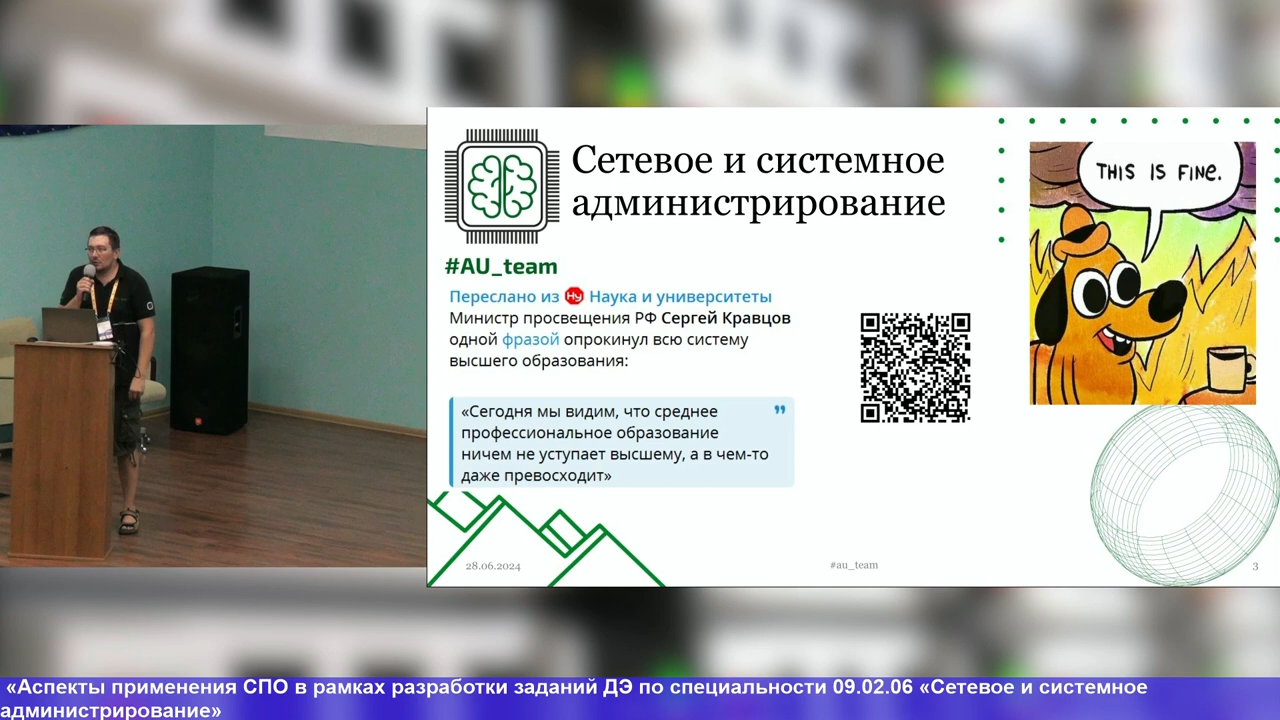 Сетевое и системное
администрирование
THIS IS FINE.
#AU_team
Переслано из Ну Наука и университеты
Министр просвещения РФ Сергей Кравцов
одной фразой опрокинул всю систему
высшего образования:
«Сегодня мы видим, что среднее
профессиональное образование
ничем не уступает высшему, а в чем-то
даже превосходит»
28.06.2024
#au_team
3
«Аспекты применения СПО в рамках разработки заданий ДЭ по специальности 09.02.06 «Сетевое и системное
администрирование»